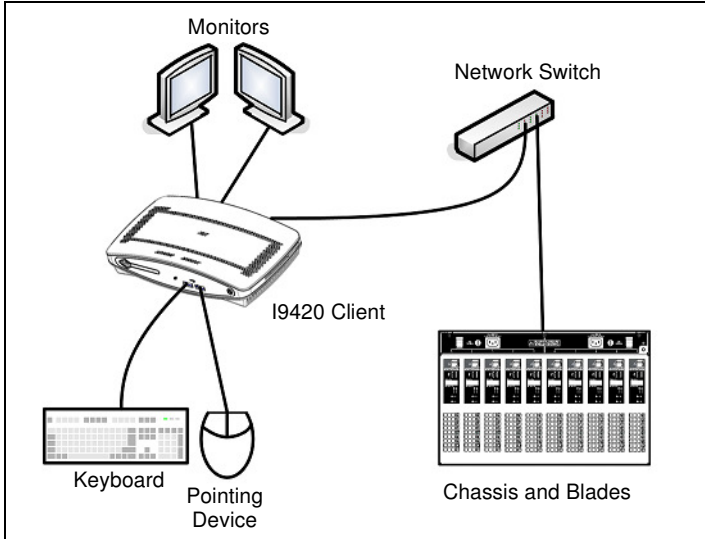 Monitors
Network Switch
I9420 Client
Keyboard
Pointing
Device
Chassis and Blades